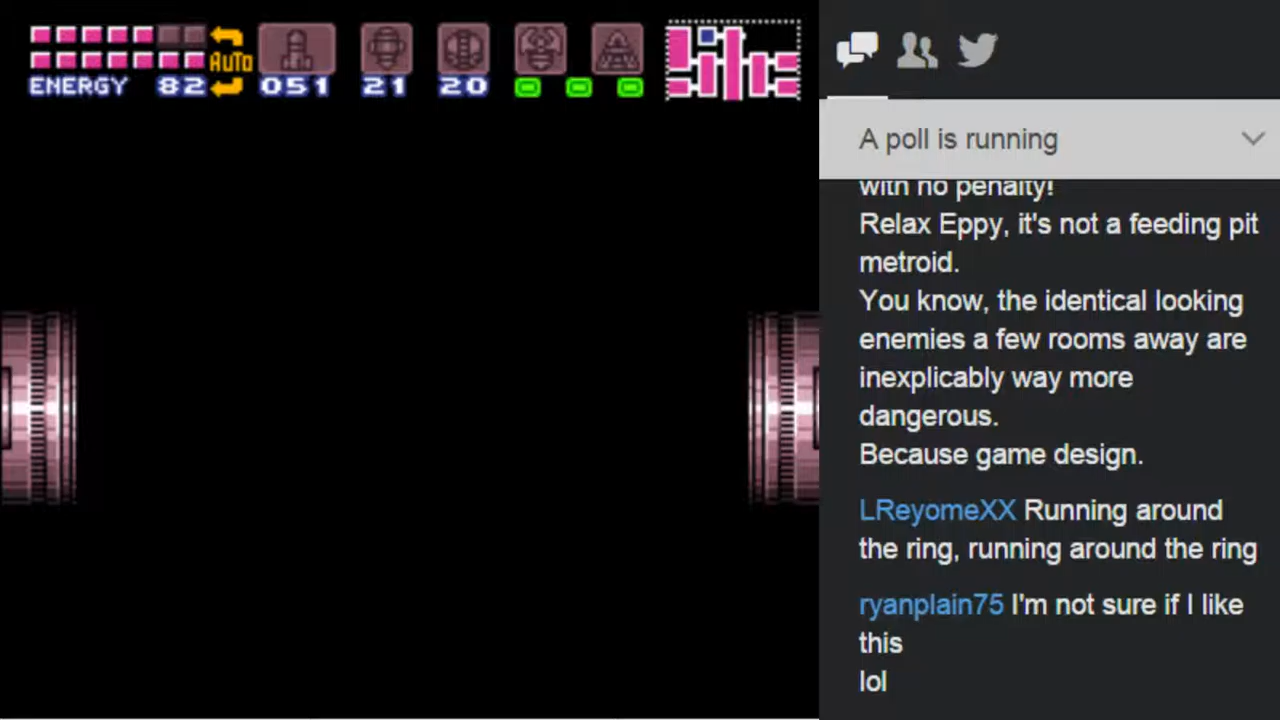 AUTO
ENERGY 82 051 21 20
A poll is running
with no penalty!
Relax Eppy, it's not a feeding pit
metroid.
You know, the identical looking
enemies a few rooms away are
inexplicably way more
dangerous.
Because game design.
LReyomeXX Running around
the ring, running around the ring
ryanplain75 I'm not sure if I like
this
lol